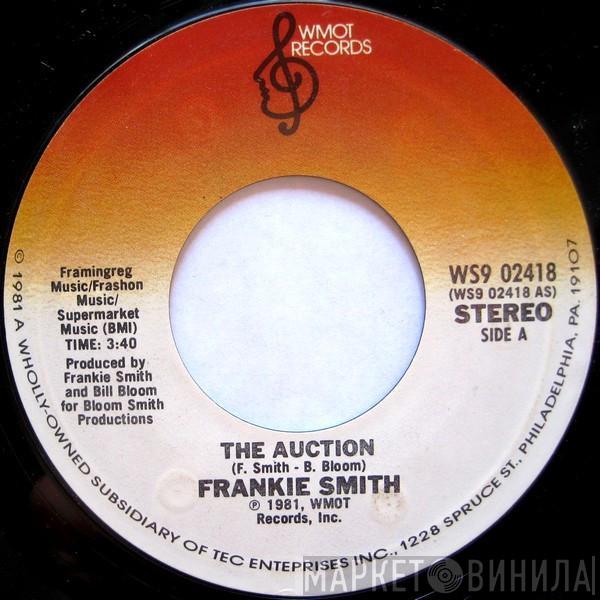 WMOT
RECORDS
Framingreg
Music/Frashon
Music/
Supermarket
Music (BMI)
TIME: 3:40
Produced by
Frankie Smith
and Bill Bloom
for Bloom Smith
Productions
WS9 02418
(WS9 02418 AS)
STEREO
SIDE A
THE AUCTION
(F. Smith - B. Bloom)
FRANKIE SMITH
℗ 1981, WMOT
Records, Inc.
© 1981 A WHOLLY-OWNED SUBSIDIARY OF TEC ENTEPRISES INC., 1228 SPRUCE ST., PHILADELPHIA, PA. 19107
МАРКЕТ ВИНИЛА